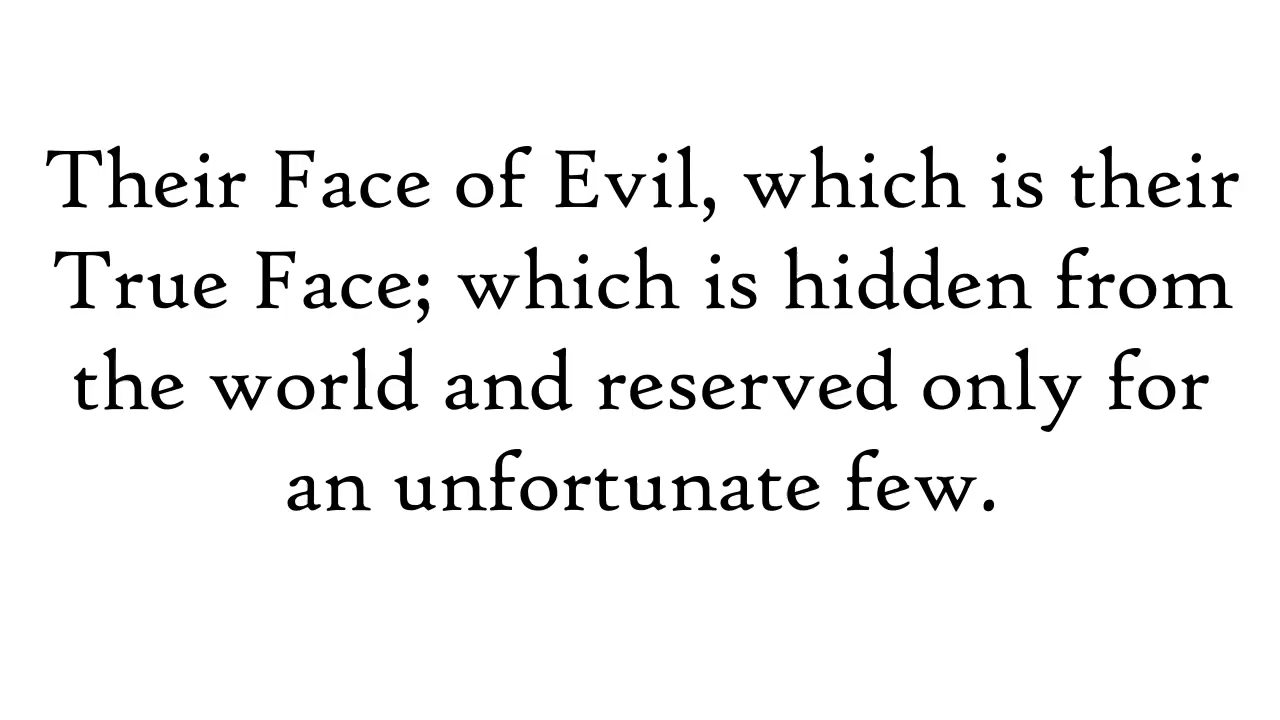 Their Face of Evil, which is their
True Face; which is hidden from
the world and reserved only for
an unfortunate few.